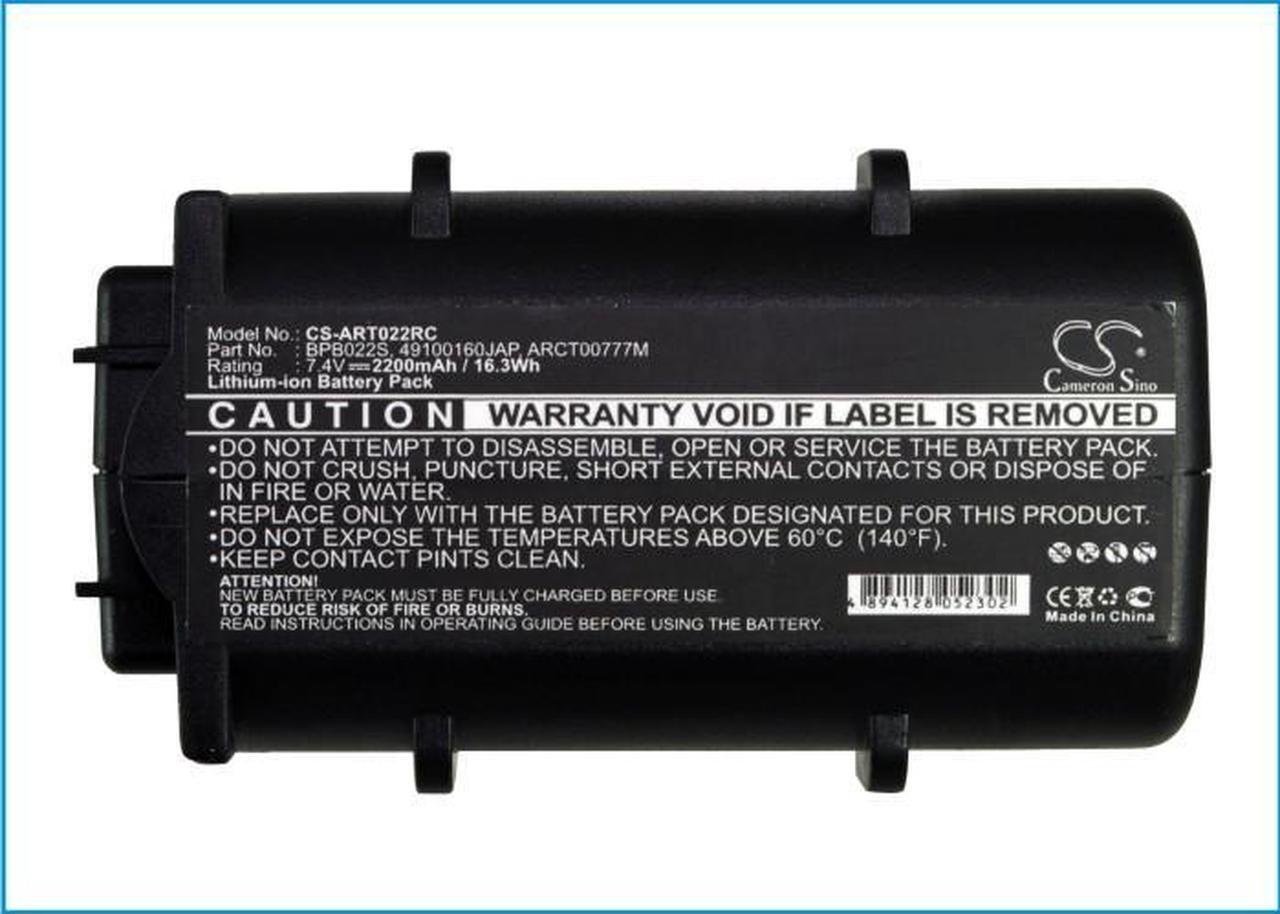 Model No.: CS-ART022RC
Part No. : BPB022S, 49100160JAP, ARCT00777M
Rating : 7.4V⎓2200mAh / 16.3Wh
Lithium-ion Battery Pack
CS®
Cameron Sino
CAUTION WARRANTY VOID IF LABEL IS REMOVED
•DO NOT ATTEMPT TO DISASSEMBLE, OPEN OR SERVICE THE BATTERY PACK.
•DO NOT CRUSH, PUNCTURE, SHORT EXTERNAL CONTACTS OR DISPOSE OF
IN FIRE OR WATER.
•REPLACE ONLY WITH THE BATTERY PACK DESIGNATED FOR THIS PRODUCT.
•DO NOT EXPOSE THE TEMPERATURES ABOVE 60°C (140°F).
•KEEP CONTACT PINTS CLEAN.
ATTENTION!
NEW BATTERY PACK MUST BE FULLY CHARGED BEFORE USE.
TO REDUCE RISK OF FIRE OR BURNS.
READ INSTRUCTIONS IN OPERATING GUIDE BEFORE USING THE BATTERY.
4 894128 052302
CE
Made In China